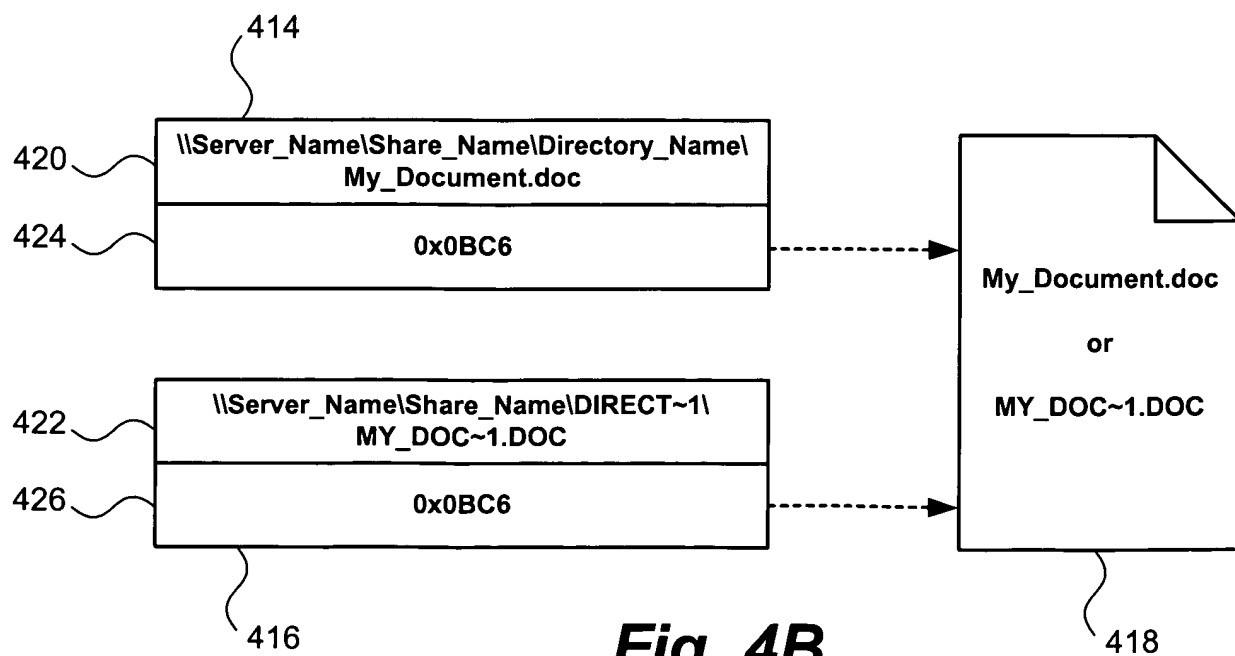 414
420
\\Server_Name\Share_Name\Directory_Name\
My_Document.doc
424
0x0BC6
My_Document.doc
or
MY_DOC~1.DOC
422
\\Server_Name\Share_Name\DIRECT~1\
MY_DOC~1.DOC
426
0x0BC6
416
Fig. 4B
418